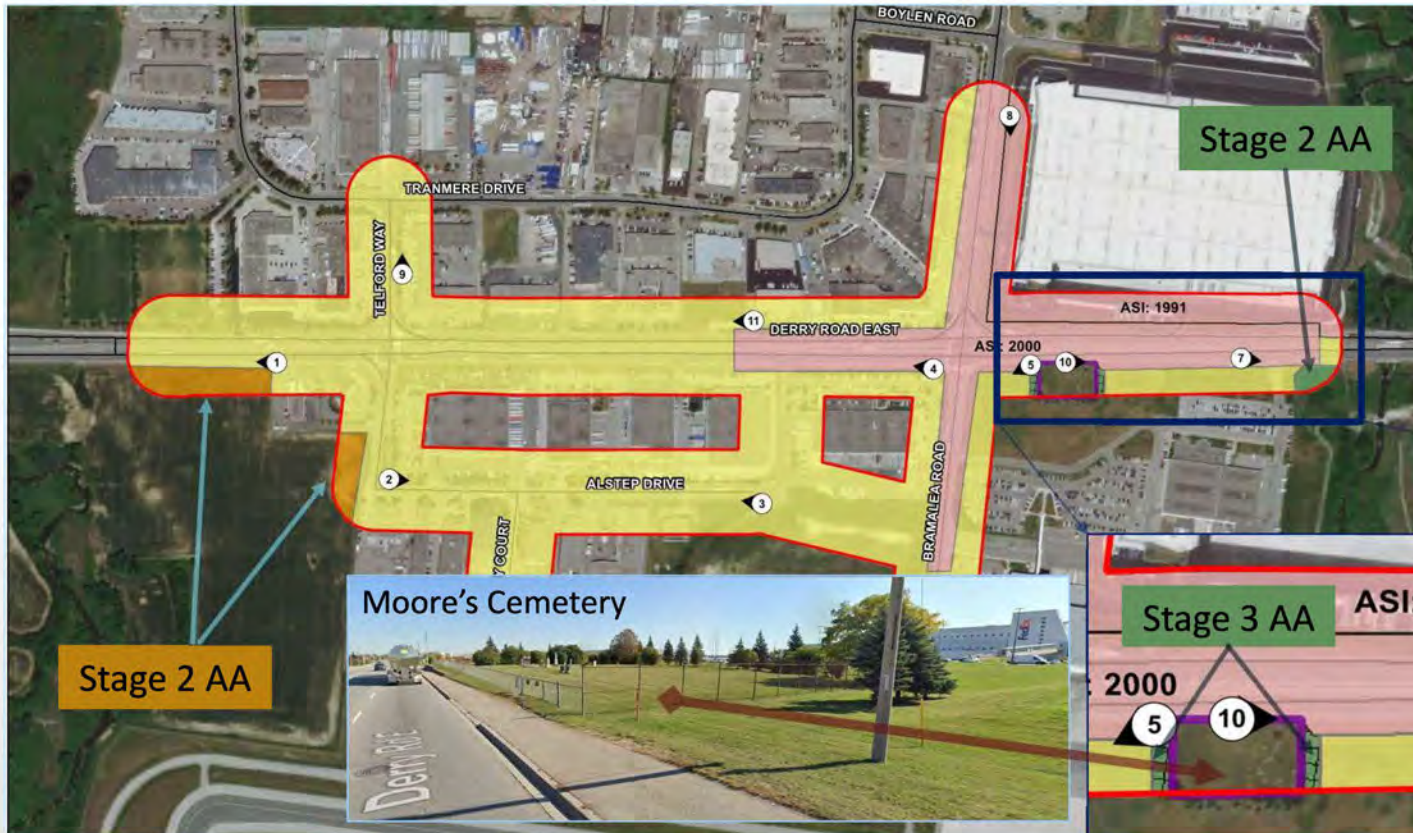 BOYLEN ROAD
8
Stage 2 AA
TRANMERE DRIVE
TELFORD WAY
9
11
DERRY ROAD EAST
ASI: 1991
ASI: 2000
1
4
5
10
7
2
ALSTEP DRIVE
3
BRAMALEA ROAD
Y COURT
Stage 2 AA
Moore's Cemetery
FedEx
Derry Rd E
ASI:
Stage 3 AA
: 2000
5
10